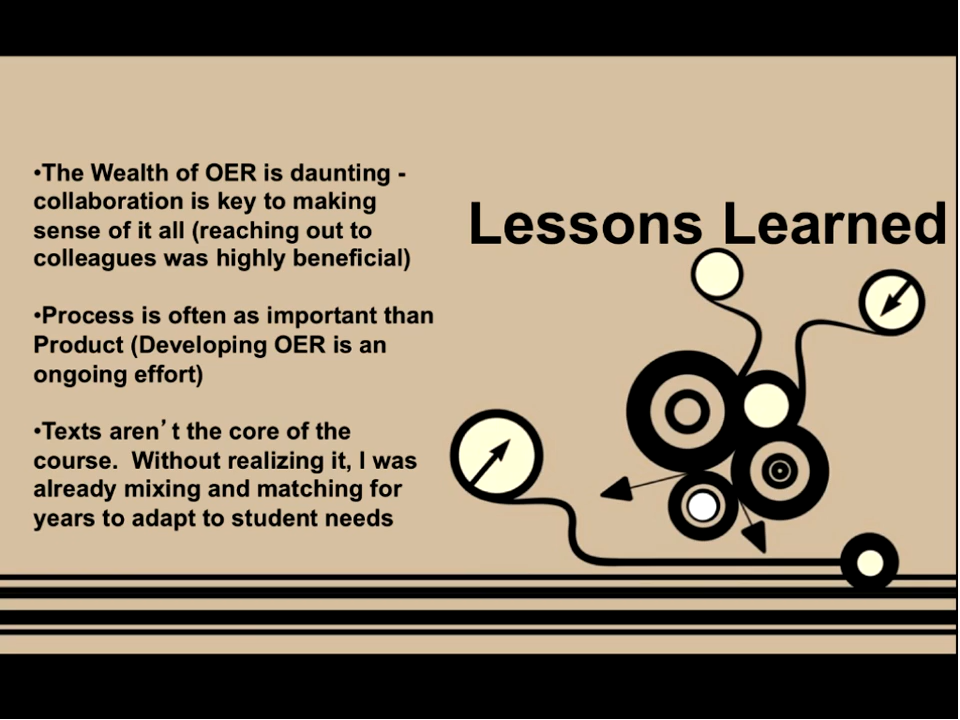 Lessons Learned
•The Wealth of OER is daunting -
collaboration is key to making
sense of it all (reaching out to
colleagues was highly beneficial)
•Process is often as important than
Product (Developing OER is an
ongoing effort)
•Texts aren’t the core of the
course.  Without realizing it, I was
already mixing and matching for
years to adapt to student needs